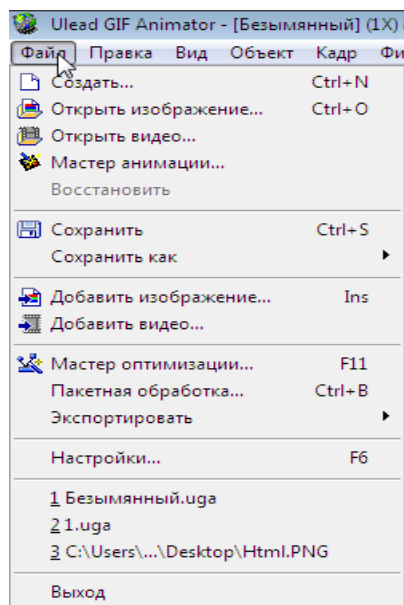 Ulead GIF Animator - [Безымянный] (1X)
Файл Правка Вид Объект Кадр Фи
Создать... Ctrl+N
Открыть изображение... Ctrl+O
Открыть видео...
Мастер анимации...
Восстановить
Сохранить Ctrl+S
Сохранить как
Добавить изображение... Ins
Добавить видео...
Мастер оптимизации... F11
Пакетная обработка... Ctrl+B
Экспортировать
Настройки... F6
1 Безымянный.uga
2 1.uga
3 C:\Users\...\Desktop\Html.PNG
Выход